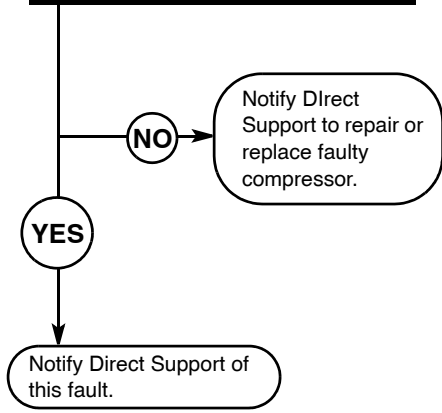 NO
Notify DIrect
Support to repair or
replace faulty
compressor.
YES
Notify Direct Support of
this fault.